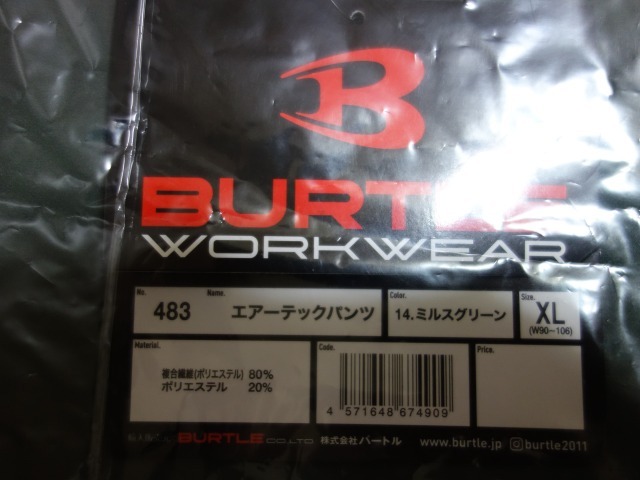 B
BURTLE
WORKWEAR
No. 483 Name. エアーテックパンツ Color. 14.ミルスグリーン Size. XL
(W90~106)
Material. Code. Price.
複合繊維(ポリエステル) 80%
ポリエステル 20%
4 571648 674909
BURTLE CO.,LTD 株式会社バートル www.burtle.jp burtle2011